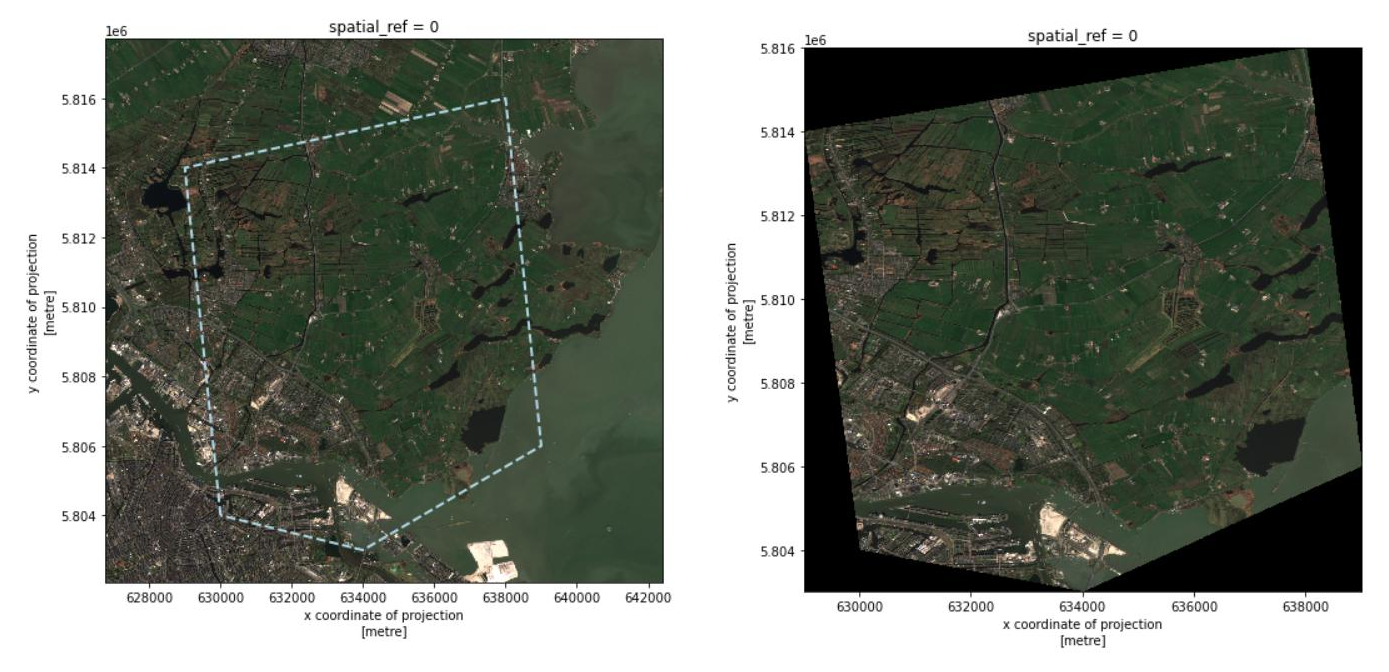 spatial_ref = 0
1e6
5.816
5.814
5.812
5.810
5.808
5.806
5.804
y coordinate of projection
[metre]
628000 630000 632000 634000 636000 638000 640000 642000
x coordinate of projection
[metre]
spatial_ref = 0
1e6
5.816
5.814
5.812
5.810
5.808
5.806
5.804
y coordinate of projection
[metre]
630000 632000 634000 636000 638000
x coordinate of projection
[metre]